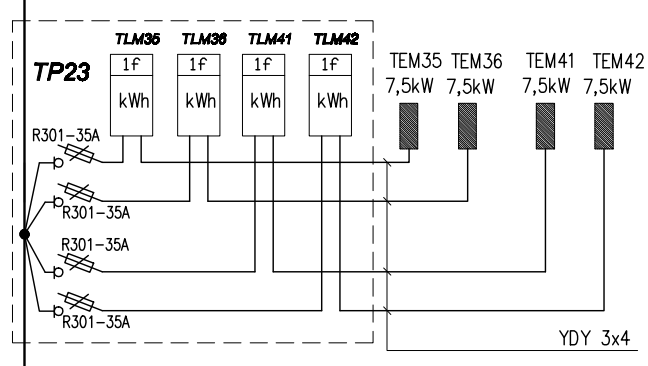 TLM35 TLM36 TLM41 TLM42
TP23
1f 1f 1f 1f
kWh kWh kWh kWh
TEM35 TEM36 TEM41 TEM42
7,5kW 7,5kW 7,5kW 7,5kW
R301-35A
R301-35A
R301-35A
R301-35A
YDY 3x4